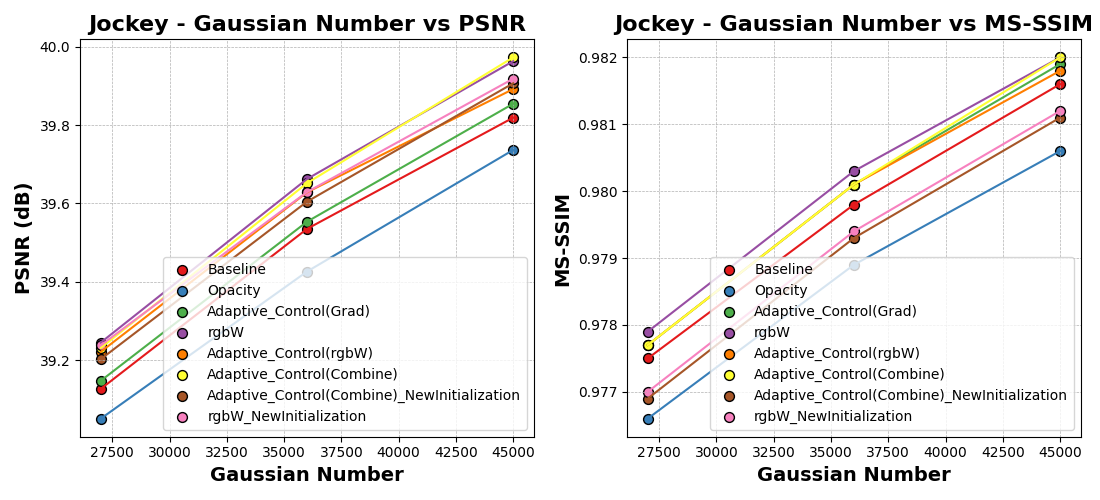 Jockey - Gaussian Number vs PSNR
PSNR (dB)
40.0
39.8
39.6
39.4
39.2
Baseline
Opacity
Adaptive_Control(Grad)
rgbW
Adaptive_Control(rgbW)
Adaptive_Control(Combine)
Adaptive_Control(Combine)_NewInitialization
rgbW_NewInitialization
27500 30000 32500 35000 37500 40000 42500 45000
Gaussian Number
Jockey - Gaussian Number vs MS-SSIM
MS-SSIM
0.982
0.981
0.980
0.979
0.978
0.977
Baseline
Opacity
Adaptive_Control(Grad)
rgbW
Adaptive_Control(rgbW)
Adaptive_Control(Combine)
Adaptive_Control(Combine)_NewInitialization
rgbW_NewInitialization
27500 30000 32500 35000 37500 40000 42500 45000
Gaussian Number